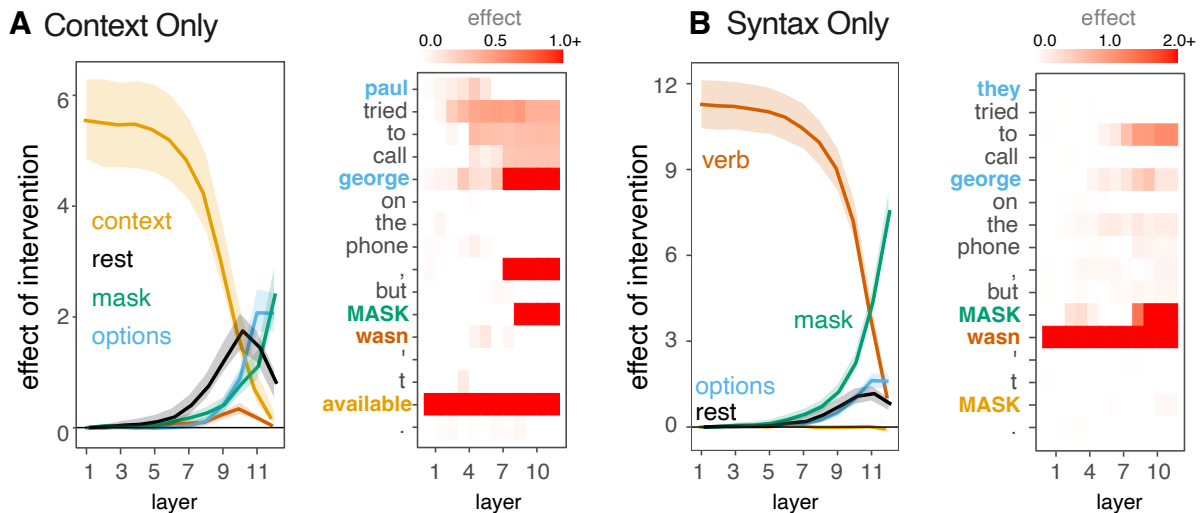 A Context Only
effect of intervention
6
4
2
0
context
rest
mask
options
1 3 5 7 9 11
layer
effect
0.0 0.5 1.0+
paul
tried
to
call
george
on
the
phone
,
but
MASK
wasn
'
t
available
.
1 4 7 10
layer
B Syntax Only
effect of intervention
12
9
6
3
0
verb
mask
options
rest
1 3 5 7 9 11
layer
effect
0.0 1.0 2.0+
they
tried
to
call
george
on
the
phone
,
but
MASK
wasn
'
t
MASK
.
1 4 7 10
layer